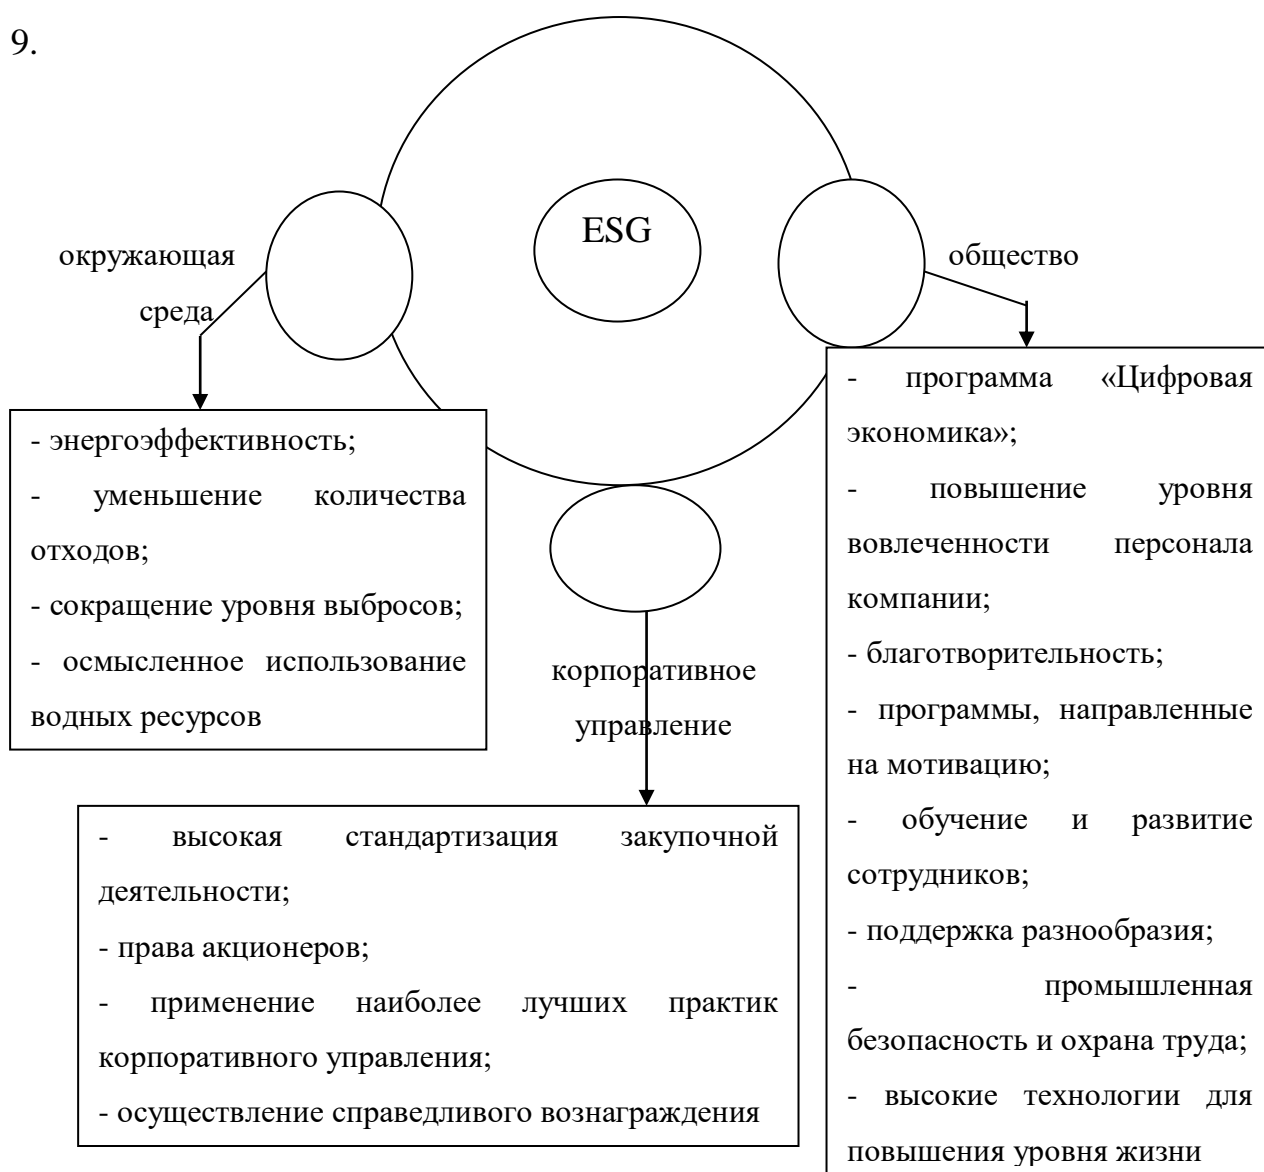 9.
ESG
окружающая
среда
общество
- энергоэффективность;
- уменьшение количества
отходов;
- сокращение уровня выбросов;
- осмысленное использование
водных ресурсов
- программа «Цифровая
экономика»;
- повышение уровня
вовлеченности персонала
компании;
- благотворительность;
- программы, направленные
на мотивацию;
- обучение и развитие
сотрудников;
- поддержка разнообразия;
- промышленная
безопасность и охрана труда;
- высокие технологии для
повышения уровня жизни
корпоративное
управление
- высокая стандартизация закупочной
деятельности;
- права акционеров;
- применение наиболее лучших практик
корпоративного управления;
- осуществление справедливого вознаграждения